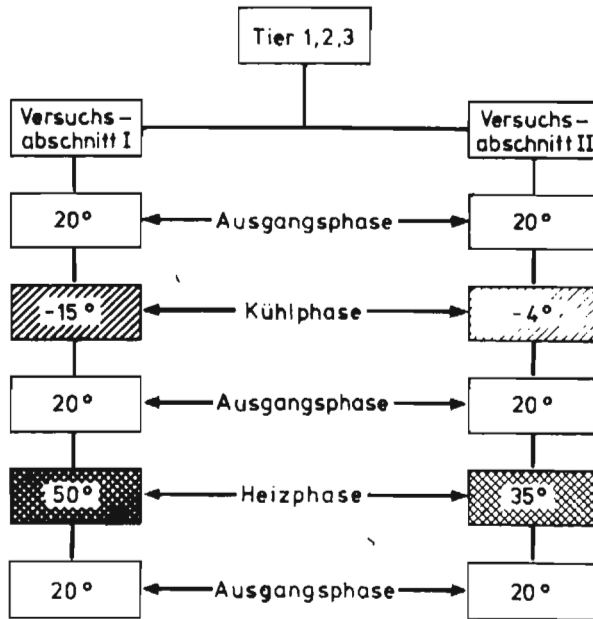 Tier 1,2,3
Versuchs-
abschnitt I
Versuchs-
abschnitt II
20° Ausgangsphase 20°
-15° Kühlphase -4°
20° Ausgangsphase 20°
50° Heizphase 35°
20° Ausgangsphase 20°